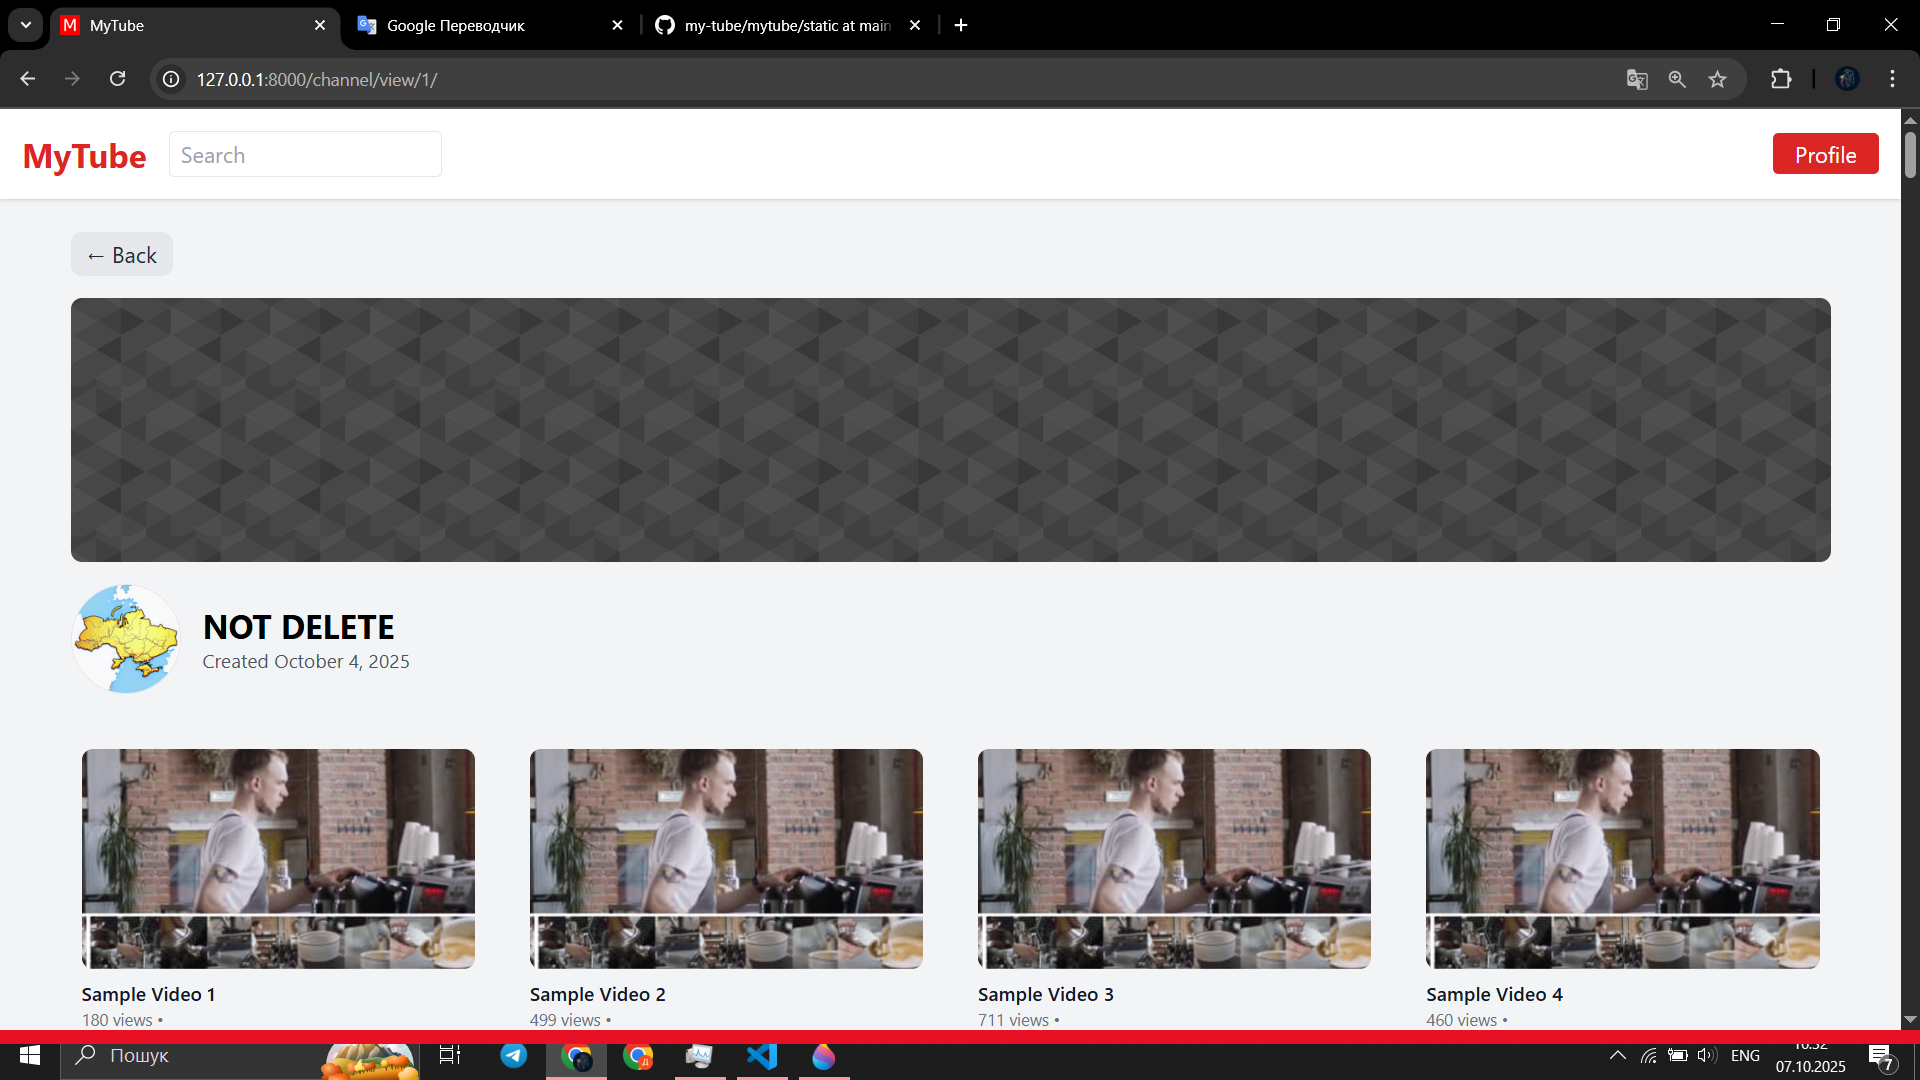 MyTube
Google Переводчик
my-tube/mytube/static at main
127.0.0.1:8000/channel/view/1/
MyTube
Search
Profile
← Back
NOT DELETE
Created October 4, 2025
Sample Video 1
180 views •
Sample Video 2
499 views •
Sample Video 3
711 views •
Sample Video 4
460 views •
Пошук
ENG
07.10.2025
7